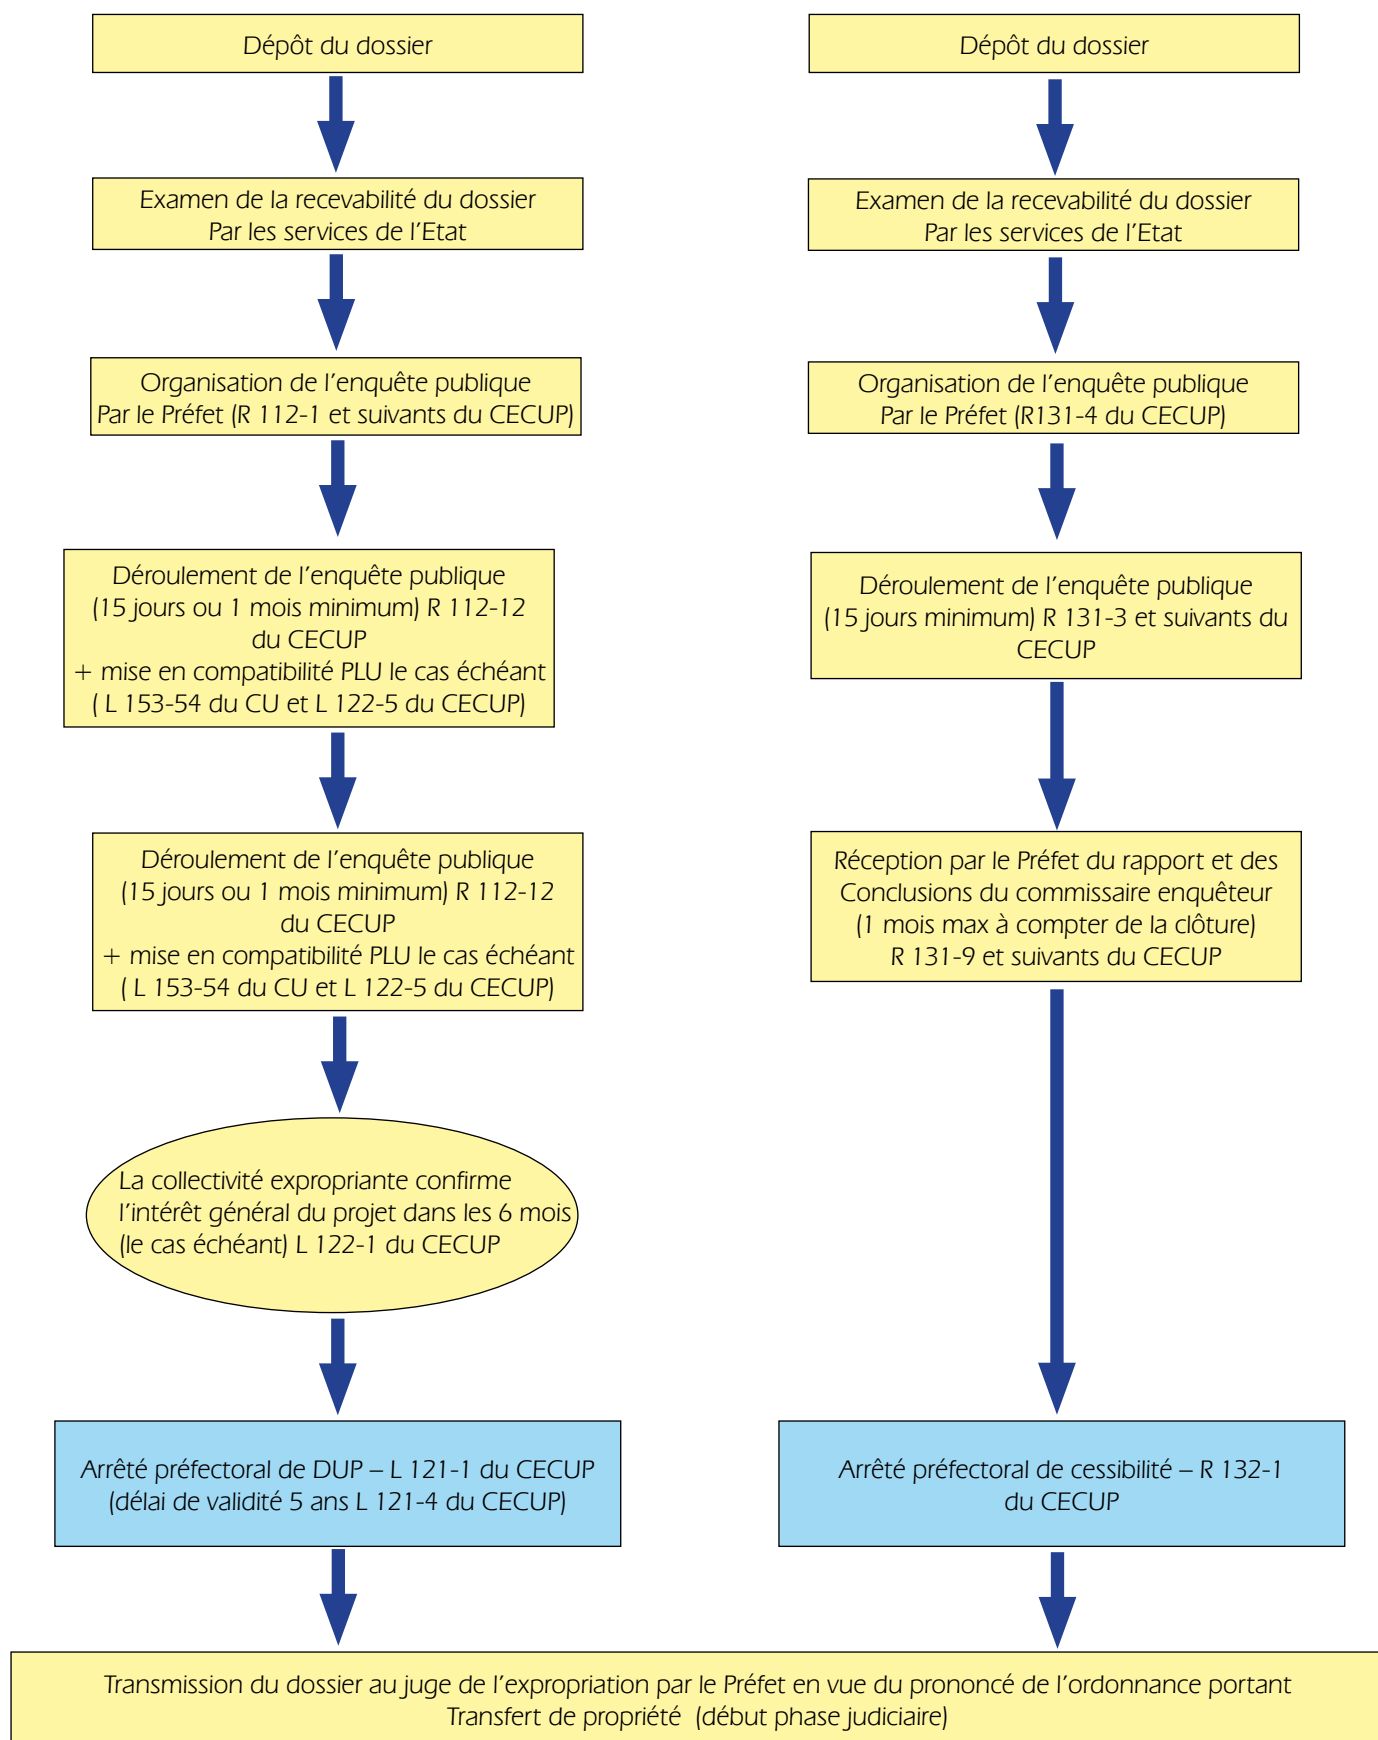 Dépôt du dossier
Examen de la recevabilité du dossier
Par les services de l'Etat
Organisation de l'enquête publique
Par le Préfet (R 112-1 et suivants du CECUP)
Déroulement de l'enquête publique
(15 jours ou 1 mois minimum) R 112-12
du CECUP
+ mise en compatibilité PLU le cas échéant
( L 153-54 du CU et L 122-5 du CECUP)
Déroulement de l'enquête publique
(15 jours ou 1 mois minimum) R 112-12
du CECUP
+ mise en compatibilité PLU le cas échéant
( L 153-54 du CU et L 122-5 du CECUP)
La collectivité expropriante confirme
l'intérêt général du projet dans les 6 mois
(le cas échéant) L 122-1 du CECUP
Arrêté préfectoral de DUP – L 121-1 du CECUP
(délai de validité 5 ans L 121-4 du CECUP)
Dépôt du dossier
Examen de la recevabilité du dossier
Par les services de l'Etat
Organisation de l'enquête publique
Par le Préfet (R131-4 du CECUP)
Déroulement de l'enquête publique
(15 jours minimum) R 131-3 et suivants du
CECUP
Réception par le Préfet du rapport et des
Conclusions du commissaire enquêteur
(1 mois max à compter de la clôture)
R 131-9 et suivants du CECUP
Arrêté préfectoral de cessibilité – R 132-1
du CECUP
Transmission du dossier au juge de l'expropriation par le Préfet en vue du prononcé de l'ordonnance portant
Transfert de propriété (début phase judiciaire)